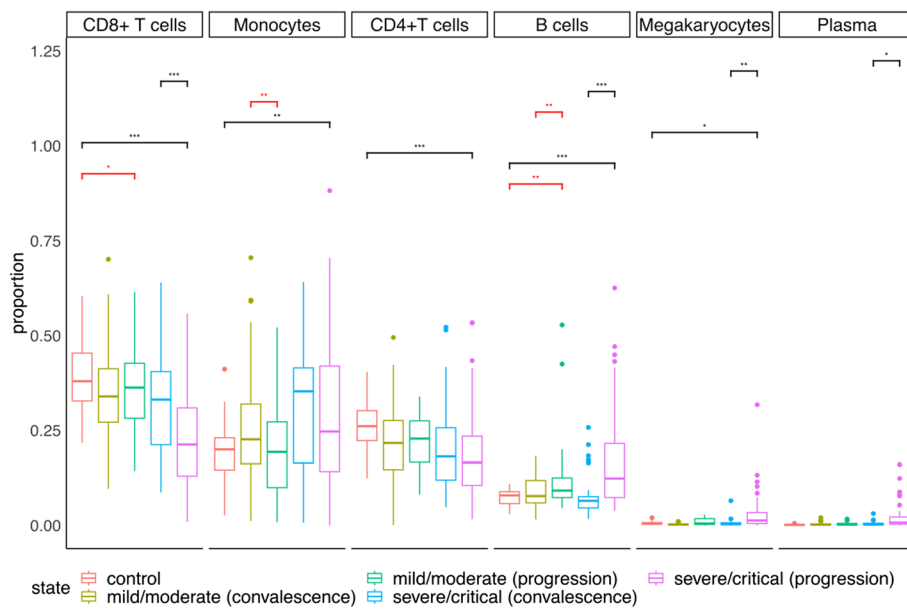 CD8+ T cells Monocytes CD4+T cells B cells Megakaryocytes Plasma
1.25
1.00
0.75
0.50
0.25
0.00
proportion
*** ** *
** ** *** **
** *
*** *** ***
* **
state control mild/moderate (progression) severe/critical (progression)
mild/moderate (convalescence) severe/critical (convalescence)